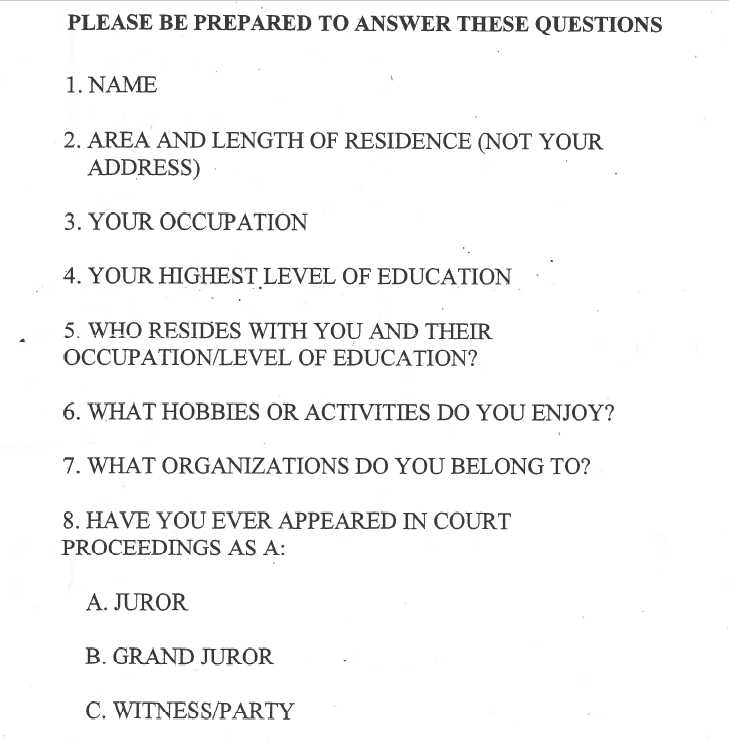 PLEASE BE PREPARED TO ANSWER THESE QUESTIONS
1. NAME
2. AREA AND LENGTH OF RESIDENCE (NOT YOUR
ADDRESS)
3. YOUR OCCUPATION
4. YOUR HIGHEST LEVEL OF EDUCATION
5. WHO RESIDES WITH YOU AND THEIR
OCCUPATION/LEVEL OF EDUCATION?
6. WHAT HOBBIES OR ACTIVITIES DO YOU ENJOY?
7. WHAT ORGANIZATIONS DO YOU BELONG TO?
8. HAVE YOU EVER APPEARED IN COURT
PROCEEDINGS AS A:
A. JUROR
B. GRAND JUROR
C. WITNESS/PARTY